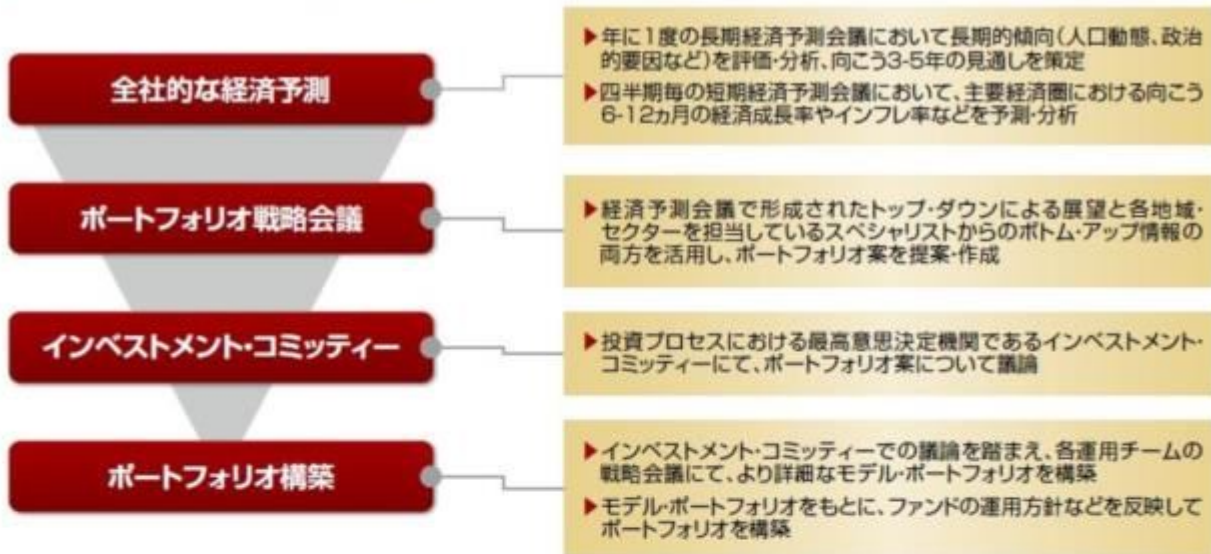 全社的な経済予測
▶年に1度の長期経済予測会議において長期的傾向(人口動態、政治
的要因など)を評価・分析、向こう3-5年の見通しを策定
▶四半期毎の短期経済予測会議において、主要経済圏における向こう
6-12ヵ月の経済成長率やインフレ率などを予測・分析
ポートフォリオ戦略会議
▶経済予測会議で形成されたトップ・ダウンによる展望と各地域・
セクターを担当しているスペシャリストからのボトム・アップ情報の
両方を活用し、ポートフォリオ案を提案・作成
インベストメント・コミッティー
▶投資プロセスにおける最高意思決定機関であるインベストメント・
コミッティーにて、ポートフォリオ案について議論
ポートフォリオ構築
▶インベストメント・コミッティーでの議論を踏まえ、各運用チームの
戦略会議にて、より詳細なモデル・ポートフォリオを構築
▶モデル・ポートフォリオをもとに、ファンドの運用方針などを反映して
ポートフォリオを構築